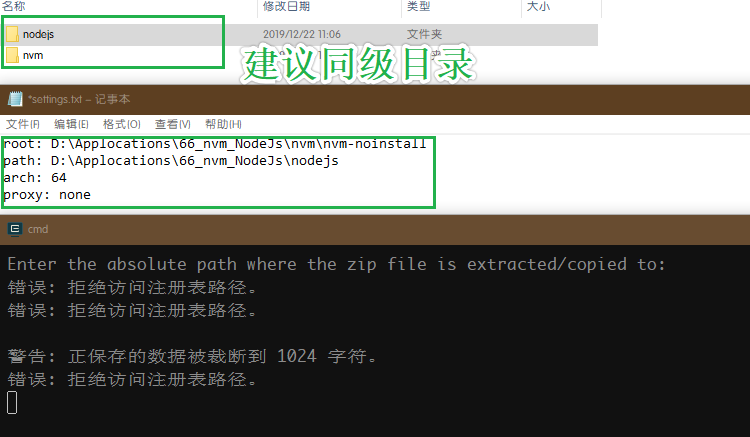 名称 修改日期 类型 大小
nodejs 2019/12/22 11:06 文件夹
nvm
建议同级目录
*settings.txt – 记事本
文件(F) 编辑(E) 格式(O) 查看(V) 帮助(H)
root: D:\Applocations\66_nvm_NodeJs\nvm\nvm-noinstall
path: D:\Applocations\66_nvm_NodeJs\nodejs
arch: 64
proxy: none
cmd
Enter the absolute path where the zip file is extracted/copied to:
错误: 拒绝访问注册表路径。
错误: 拒绝访问注册表路径。
警告: 正保存的数据被截断到 1024 字符。
错误: 拒绝访问注册表路径。